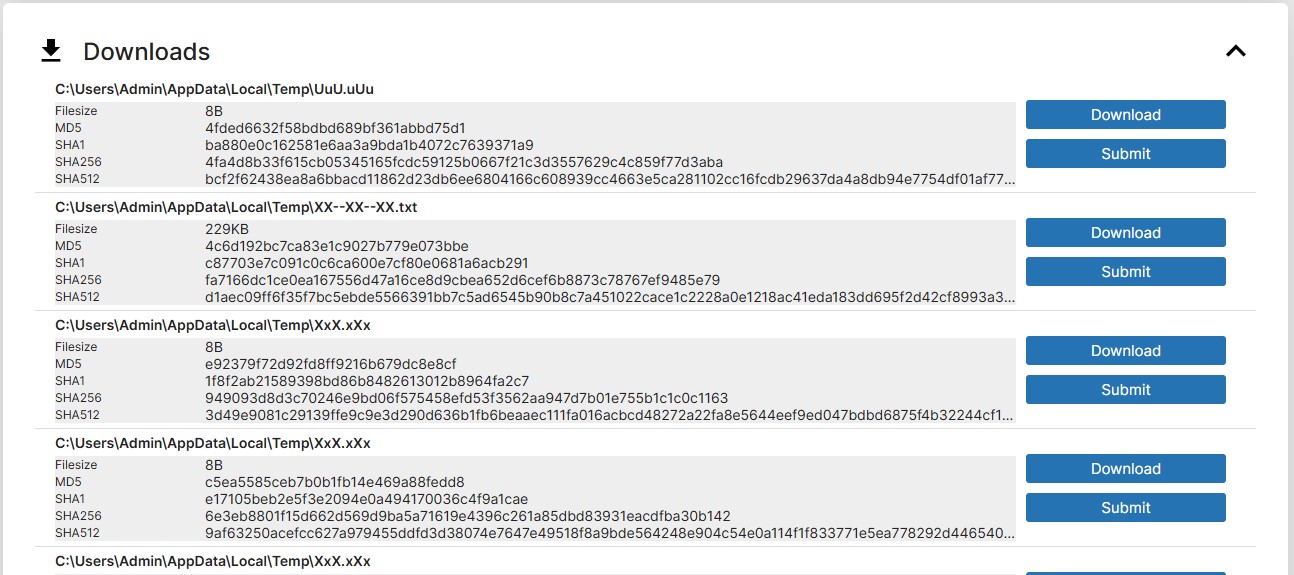 Downloads
C:\Users\Admin\AppData\Local\Temp\UuU.uUu
Filesize 8B
MD5 4fded6632f58bdbd689bf361abbd75d1
SHA1 ba880e0c162581e6aa3a9bda1b4072c7639371a9
SHA256 4fa4d8b33f615cb05345165fcdc59125b0667f21c3d3557629c4c859f77d3aba
SHA512 bcf2f62438ea8a6bbacd11862d23db6ee6804166c608939cc4663e5ca281102cc16fcdb29637da4a8db94e7754df01af77...
Download
Submit
C:\Users\Admin\AppData\Local\Temp\XX--XX--XX.txt
Filesize 229KB
MD5 4c6d192bc7ca83e1c9027b779e073bbe
SHA1 c87703e7c091c0c6ca600e7cf80e0681a6acb291
SHA256 fa7166dc1ce0ea167556d47a16ce8d9cbea652d6cef6b8873c78767ef9485e79
SHA512 d1aec09ff6f35f7bc5ebde5566391bb7c5ad6545b90b8c7a451022cace1c2228a0e1218ac41eda183dd695f2d42cf8993a3...
Download
Submit
C:\Users\Admin\AppData\Local\Temp\XxX.xXx
Filesize 8B
MD5 e92379f72d92fd8ff9216b679dc8e8cf
SHA1 1f8f2ab21589398bd86b8482613012b8964fa2c7
SHA256 949093d8d3c70246e9bd06f575458efd53f3562aa947d7b01e755b1c1c0c1163
SHA512 3d49e9081c29139ffe9c9e3d290d636b1fb6beaaec111fa016acbcd48272a22fa8e5644eef9ed047bdbd6875f4b32244cf1...
Download
Submit
C:\Users\Admin\AppData\Local\Temp\XxX.xXx
Filesize 8B
MD5 c5ea5585ceb7b0b1fb14e469a88fedd8
SHA1 e17105beb2e5f3e2094e0a494170036c4f9a1cae
SHA256 6e3eb8801f15d662d569d9ba5a71619e4396c261a85dbd83931eacdfba30b142
SHA512 9af63250acefcc627a979455ddfd3d38074e7647e49518f8a9bde564248e904c54e0a114f1f833771e5ea778292d446540...
Download
Submit
C:\Users\Admin\AppData\Local\Temp\XxX.xXx